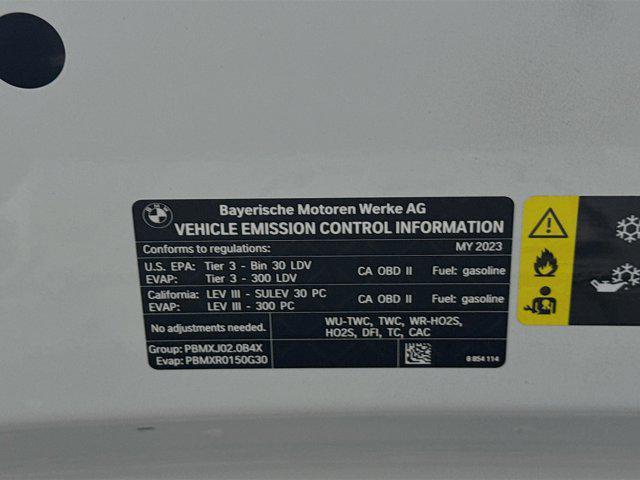 BMW
Bayerische Motoren Werke AG
VEHICLE EMISSION CONTROL INFORMATION
Conforms to regulations: MY 2023
U.S. EPA: Tier 3 - Bin 30 LDV CA OBD II Fuel: gasoline
EVAP: Tier 3 - 300 LDV
California: LEV III - SULEV 30 PC CA OBD II Fuel: gasoline
EVAP: LEV III - 300 PC
No adjustments needed. WU-TWC, TWC, WR-HO2S,
HO2S, DFI, TC, CAC
Group: PBMXJ02.0B4X
Evap: PBMXR0150G30
8 854 114